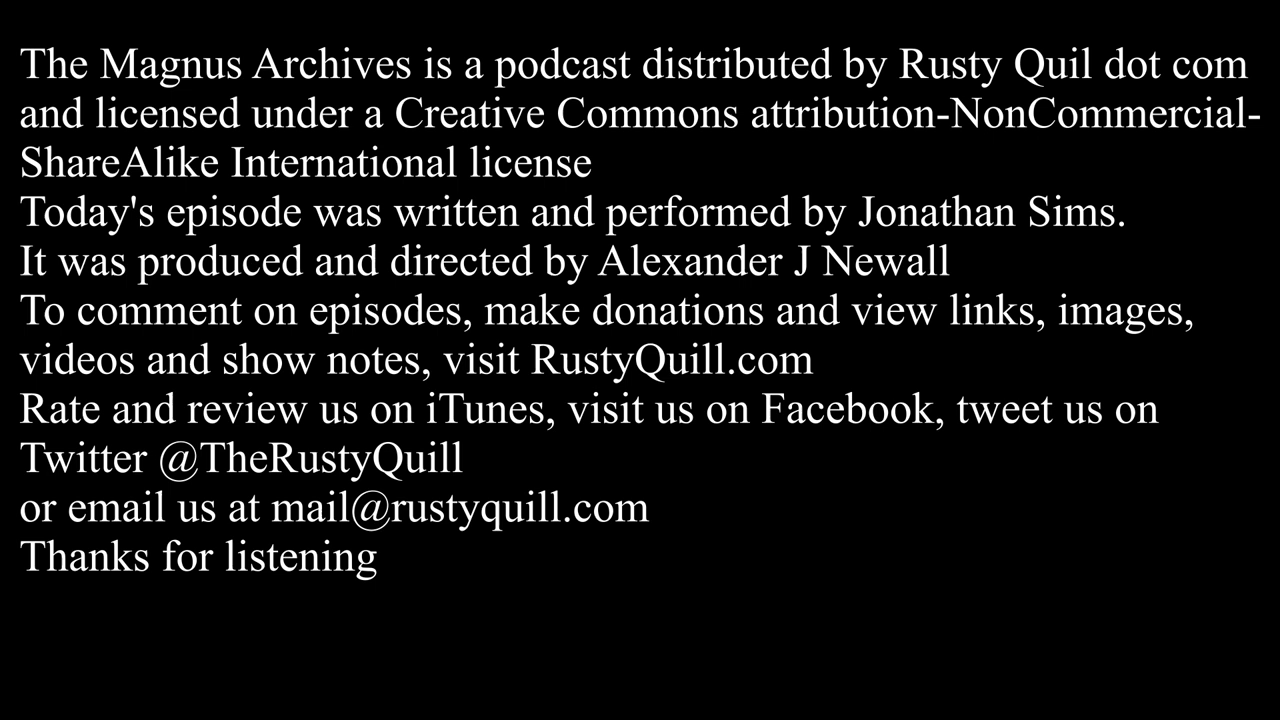 The Magnus Archives is a podcast distributed by Rusty Quil dot com
and licensed under a Creative Commons attribution-NonCommercial-
ShareAlike International license
Today's episode was written and performed by Jonathan Sims.
It was produced and directed by Alexander J Newall
To comment on episodes, make donations and view links, images,
videos and show notes, visit RustyQuill.com
Rate and review us on iTunes, visit us on Facebook, tweet us on
Twitter @TheRustyQuill
or email us at mail@rustyquill.com
Thanks for listening